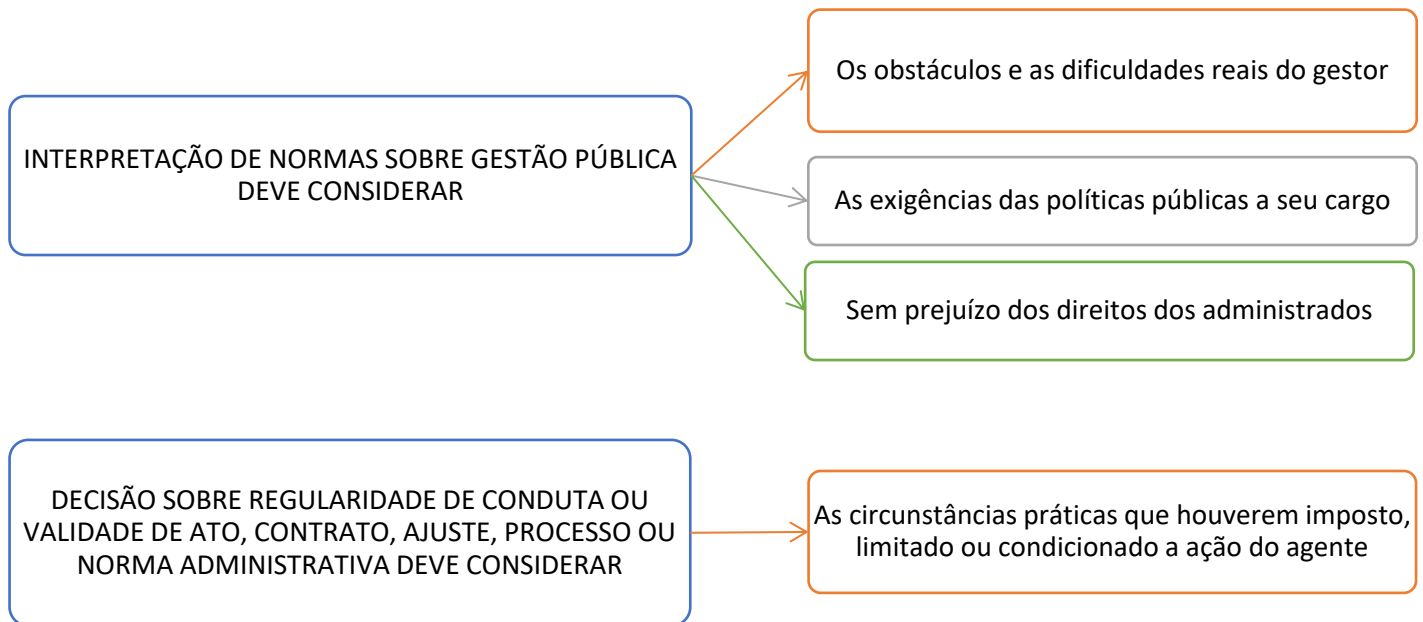 INTERPRETAÇÃO DE NORMAS SOBRE GESTÃO PÚBLICA
DEVE CONSIDERAR
Os obstáculos e as dificuldades reais do gestor
As exigências das políticas públicas a seu cargo
Sem prejuízo dos direitos dos administrados
DECISÃO SOBRE REGULARIDADE DE CONDUTA OU
VALIDADE DE ATO, CONTRATO, AJUSTE, PROCESSO OU
NORMA ADMINISTRATIVA DEVE CONSIDERAR
As circunstâncias práticas que houverem imposto,
limitado ou condicionado a ação do agente